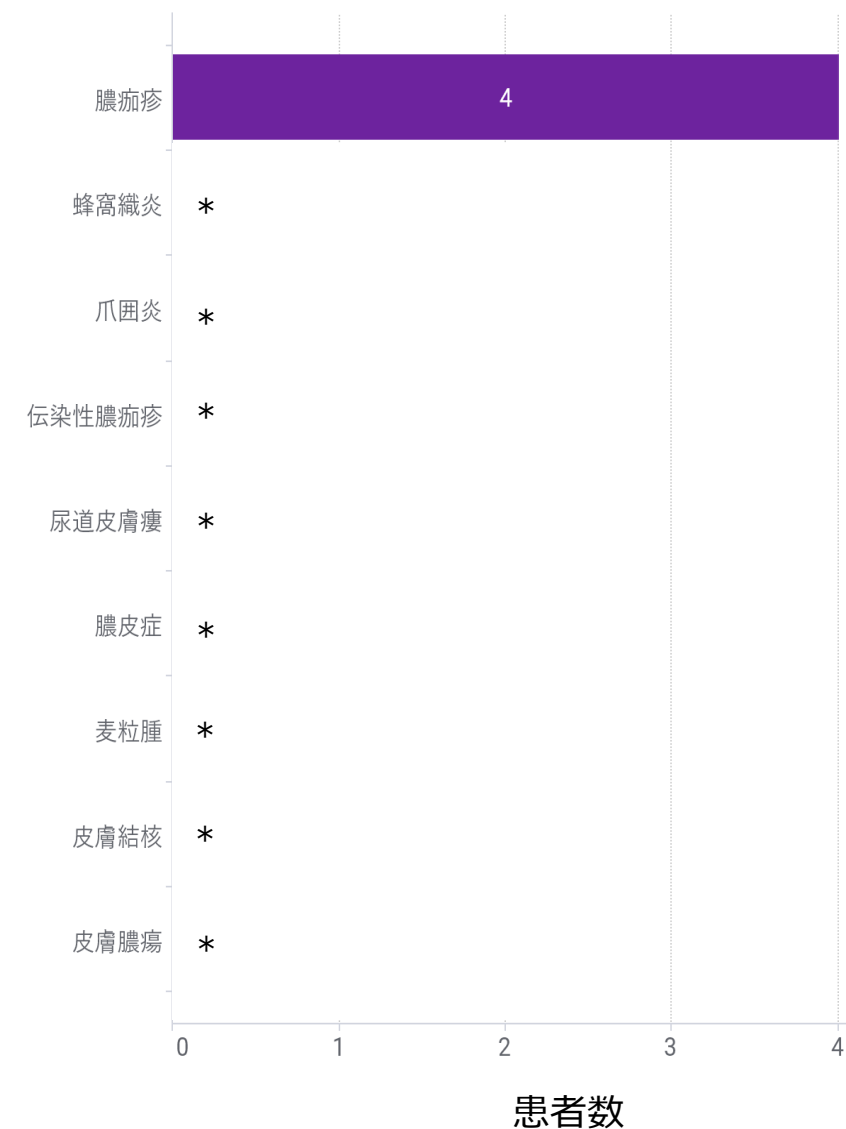 膿痂疹
4
蜂窩織炎
*
爪囲炎
*
伝染性膿痂疹
*
尿道皮膚瘻
*
膿皮症
*
麦粒腫
*
皮膚結核
*
皮膚膿瘍
*
0 1 2 3 4
患者数